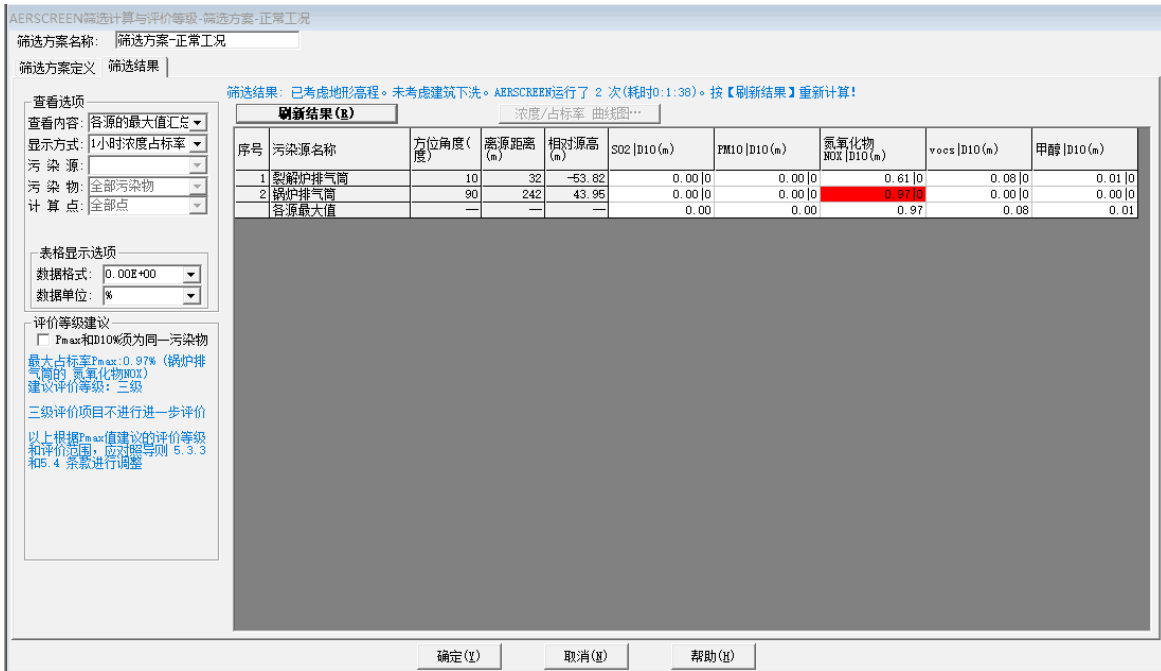 AERSCREEN筛选计算与评价等级-筛选方案-正常工况
筛选方案名称: 筛选方案-正常工况
筛选方案定义 筛选结果
查看选项
查看内容: 各源的最大值汇总
显示方式: 1小时浓度占标率
污 染 源:
污 染 物: 全部污染物
计 算 点: 全部点
表格显示选项
数据格式: 0.00E+00
数据单位: %
评价等级建议
Pmax和D10%须为同一污染物
最大占标率Pmax:0.97% (锅炉排
气筒的 氮氧化物NOX)
建议评价等级: 三级
三级评价项目不进行进一步评价
以上根据Pmax值建议的评价等级
和评价范围,应对照导则 5.3.3
和5.4 条款进行调整
筛选结果: 已考虑地形高程。未考虑建筑下洗。AERSCREEN运行了 2 次(耗时0:1:38)。按【刷新结果】重新计算!
刷新结果(R) 浓度/占标率 曲线图…
序号 污染源名称 方位角度(度) 离源距离(m) 相对源高(m) SO2|D10(m) PM10|D10(m) 氮氧化物NOX|D10(m) vocs|D10(m) 甲醇|D10(m)
1 裂解炉排气筒 10 32 -53.82 0.00|0 0.00|0 0.61|0 0.08|0 0.01|0
2 锅炉排气筒 90 242 43.95 0.00|0 0.00|0 0.97|0 0.00|0 0.00|0
各源最大值 — — — 0.00 0.00 0.97 0.08 0.01
确定(Y) 取消(N) 帮助(H)